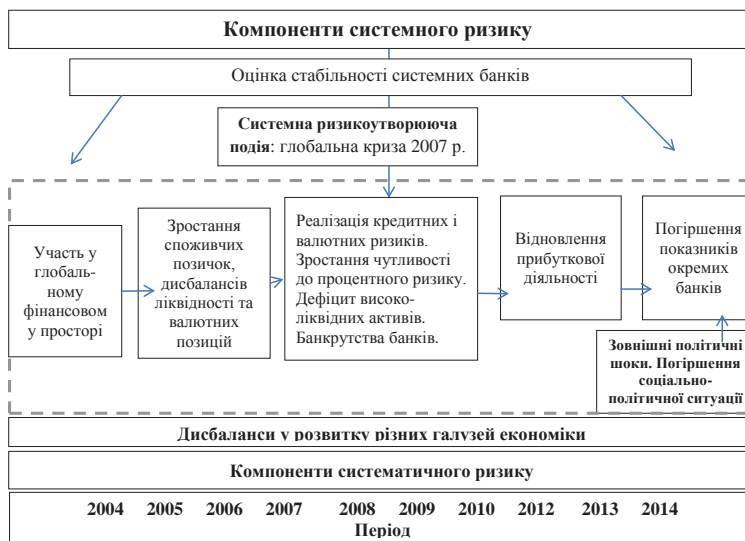 Компоненти системного ризику
Оцінка стабільності системних банків
Системна ризикоутворююча
подія: глобальна криза 2007 р.
Участь у
глобаль-
ному
фінансовом
у просторі
Зростання
споживчих
позичок,
дисбалансів
ліквідності та
валютних
позицій
Реалізація кредитних і
валютних ризиків.
Зростання чутливості
до процентного ризику.
Дефіцит високо-
ліквідних активів.
Банкрутства банків.
Відновлення
прибуткової
діяльності
Погіршення
показників
окремих
банків
Зовнішні політичні
шоки. Погіршення
соціально-
політичної ситуації
Дисбаланси у розвитку різних галузей економіки
Компоненти систематичного ризику
2004 2005 2006 2007 2008 2009 2010 2012 2013 2014
Період